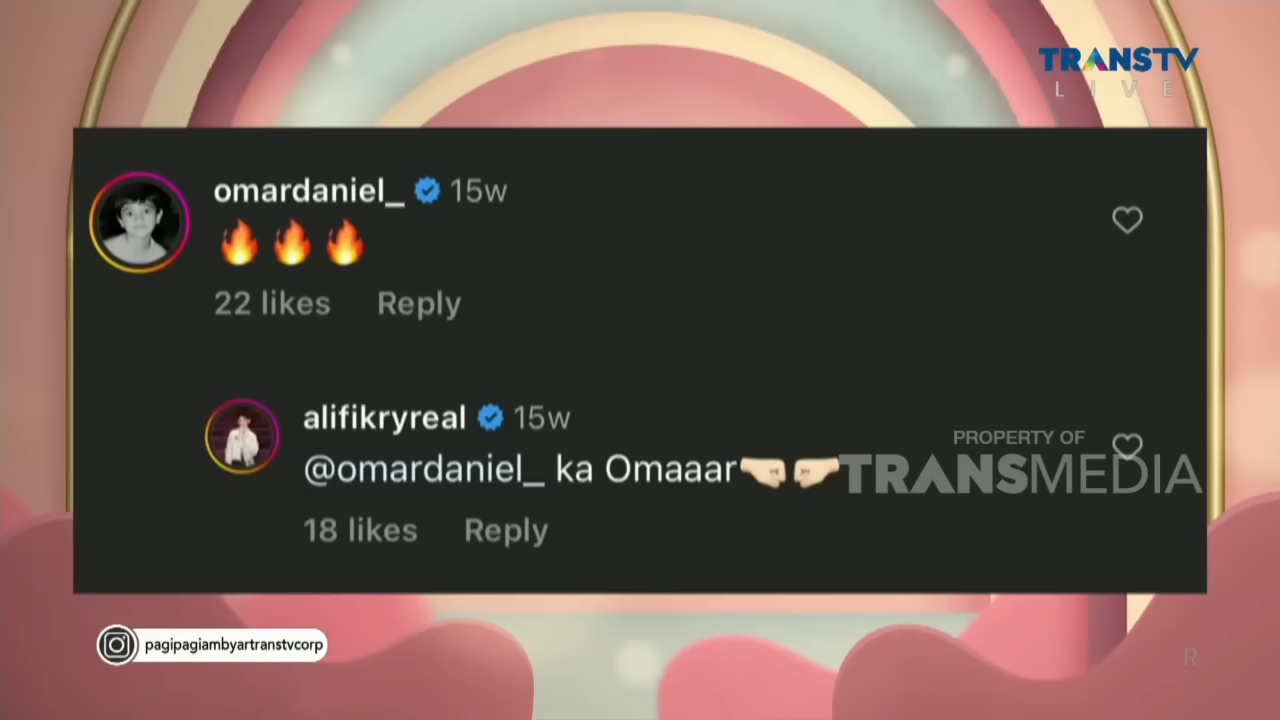 TRANSTV
LIVE
omardaniel_ 15w
🔥🔥🔥
22 likes Reply
alifikryreal 15w
@omardaniel_ ka Omaaar🤜🏻🤛🏻
18 likes Reply
PROPERTY OF
TRANSMEDIA
pagipagiambyartranstvcorp
R